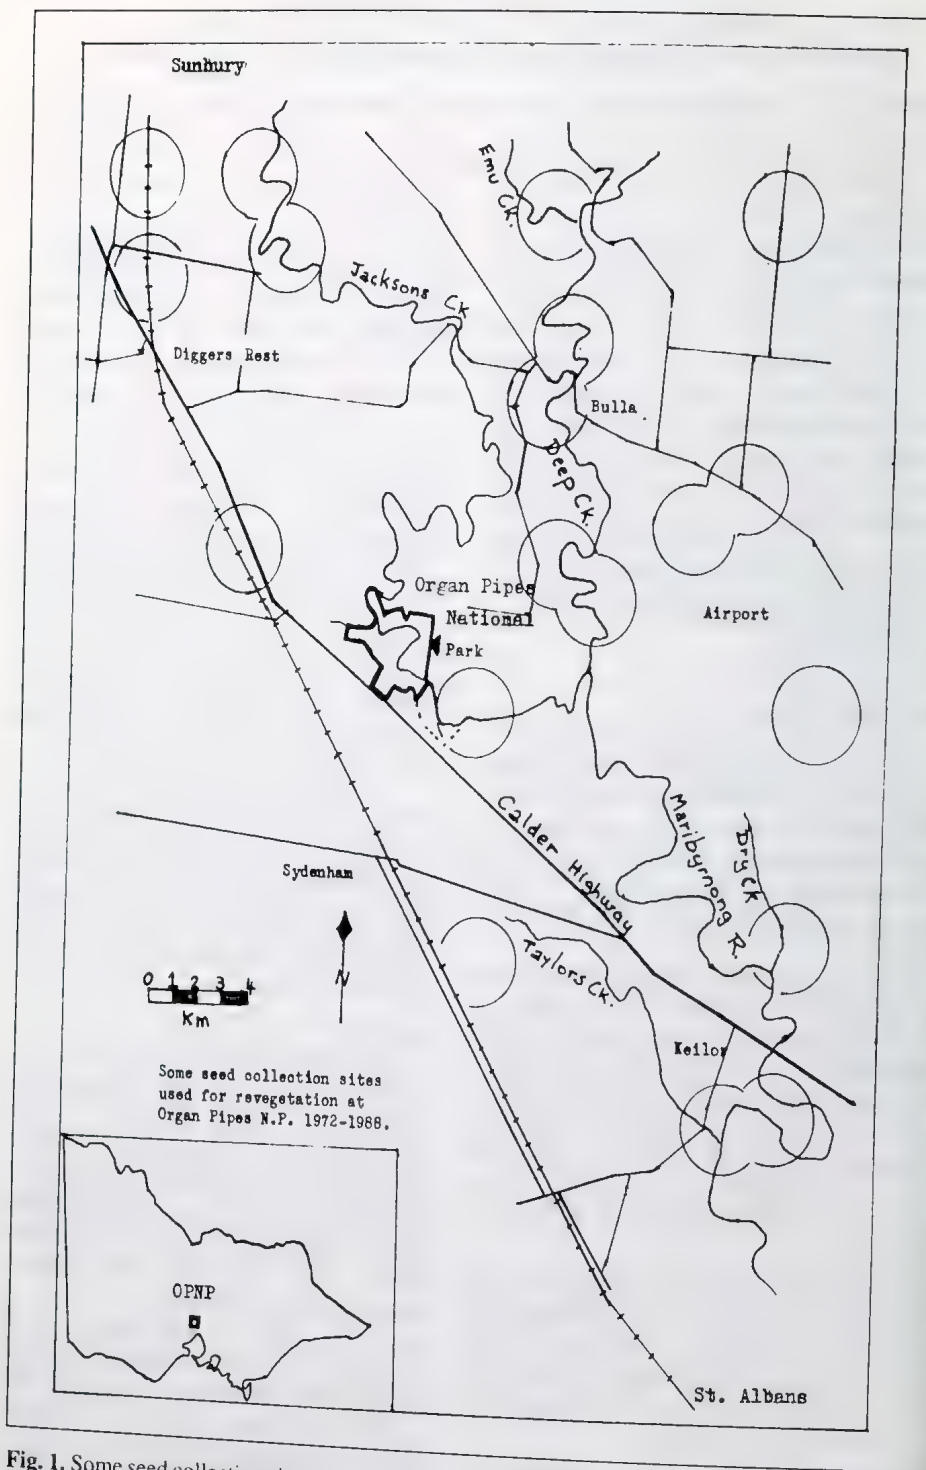 Sunbury
Emu Ck.
Jacksons Ck
Diggers Rest
Bulla
Deep Ck.
Organ Pipes
National
Park
Airport
Calder Highway
Maribyrnong R.
Dry Ck
Sydenham
Taylors Ck.
N
0 1 2 3 4
Km
Keilor
Some seed collection sites
used for revegetation at
Organ Pipes N.P. 1972-1988.
OPNP
St. Albans
Fig. 1. Some seed collection